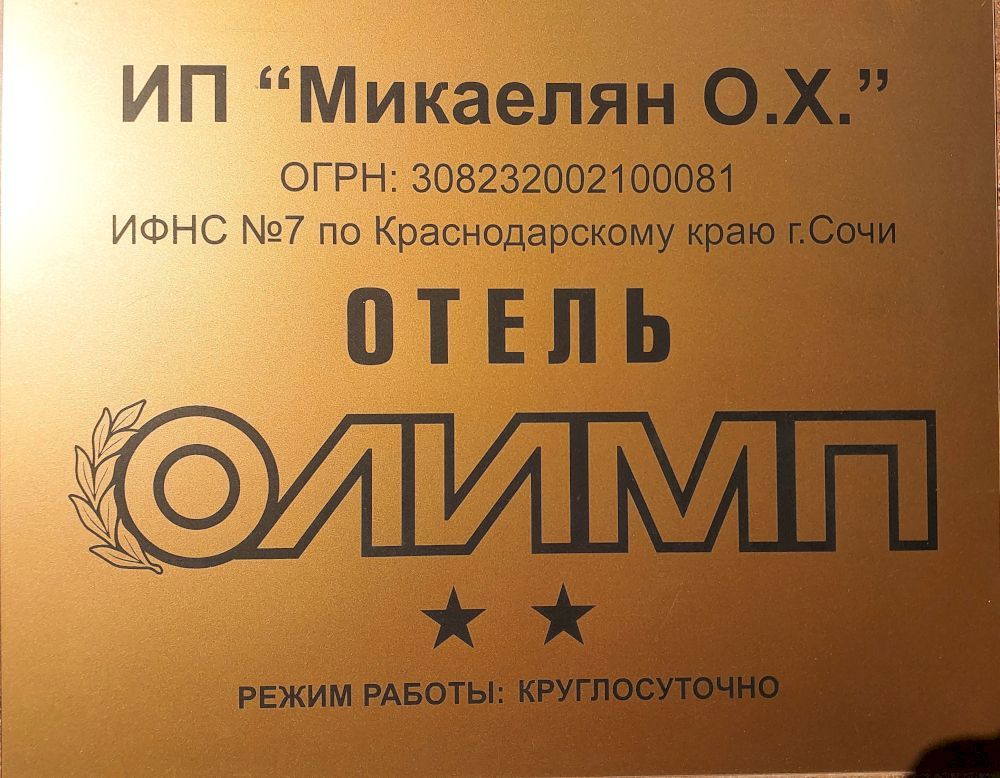 ИП “Микаелян О.Х.”
ОГРН: 308232002100081
ИФНС №7 по Краснодарскому краю г.Сочи
ОТЕЛЬ
ОЛИМП
РЕЖИМ РАБОТЫ: КРУГЛОСУТОЧНО